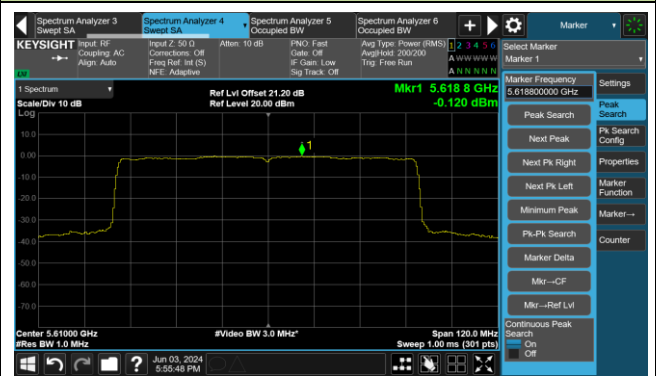 Spectrum Analyzer 3
Swept SA
Spectrum Analyzer 4
Swept SA
Spectrum Analyzer 5
Occupied BW
Spectrum Analyzer 6
Occupied BW
+
Marker
KEYSIGHT
Input: RF
Coupling: AC
Align: Auto
Input Z: 50 Ω
Corrections: Off
Freq Ref: Int (S)
NFE: Adaptive
Atten: 10 dB
PNO: Fast
Gate: Off
IF Gain: Low
Sig Track: Off
Avg Type: Power (RMS)
Avg|Hold: 200/200
Trig: Free Run
1 2 3 4 5 6
A W W W W W
A N N N N N
Select Marker
Marker 1
1 Spectrum
Scale/Div 10 dB
Log
Ref Lvl Offset 21.20 dB
Ref Level 20.00 dBm
Mkr1 5.618 8 GHz
-0.120 dBm
10.0
0.00
-10.0
-20.0
-30.0
-40.0
-50.0
-60.0
-70.0
1
Center 5.61000 GHz
#Res BW 1.0 MHz
#Video BW 3.0 MHz*
Span 120.0 MHz
Sweep 1.00 ms (301 pts)
Marker Frequency
5.618800000 GHz
Peak Search
Next Peak
Next Pk Right
Next Pk Left
Minimum Peak
Pk-Pk Search
Marker Delta
Mkr→CF
Mkr→Ref Lvl
Continuous Peak
Search
On
Off
Settings
Peak
Search
Pk Search
Config
Properties
Marker
Function
Marker→
Counter
?
Jun 03, 2024
5:55:48 PM